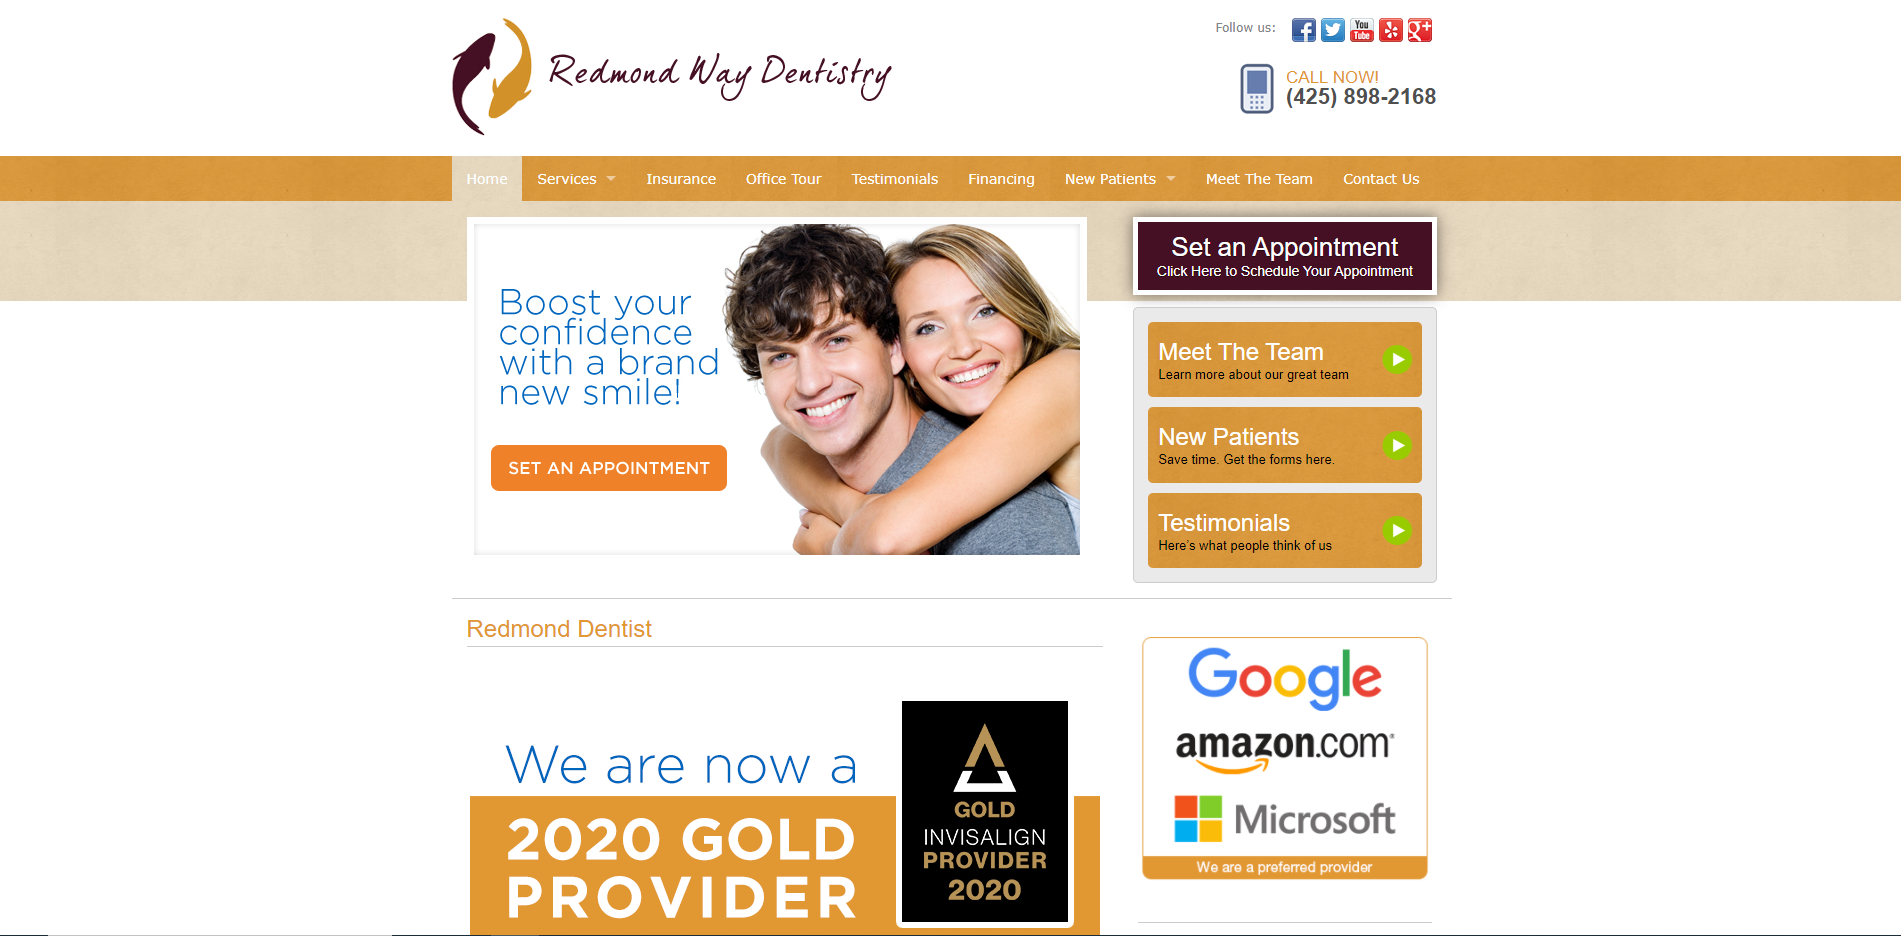 Redmond Way Dentistry
Follow us:
You
Tube
g+
CALL NOW!
(425) 898-2168
Home Services Insurance Office Tour Testimonials Financing New Patients Meet The Team Contact Us
Boost your
confidence
with a brand
new smile!
SET AN APPOINTMENT
Set an Appointment
Click Here to Schedule Your Appointment
Meet The Team
Learn more about our great team
New Patients
Save time. Get the forms here.
Testimonials
Here's what people think of us
Redmond Dentist
We are now a
2020 GOLD
PROVIDER
GOLD
INVISALIGN
PROVIDER
2020
Google
amazon.com
Microsoft
We are a preferred provider